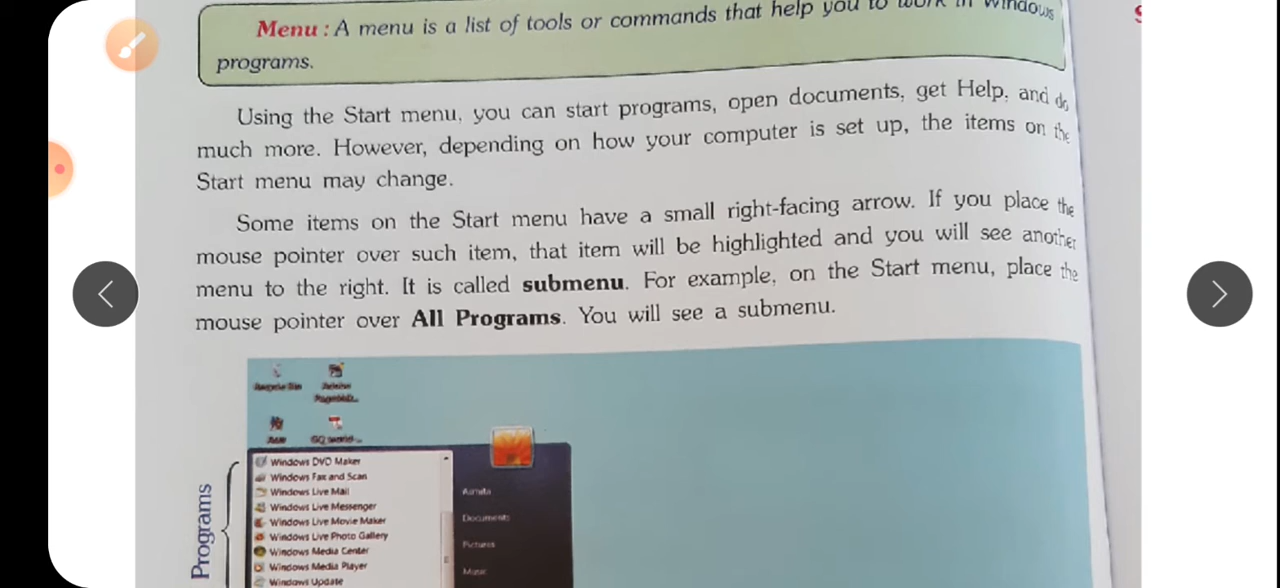 Menu : A menu is a list of tools or commands that help you to work in Windows
programs.
Using the Start menu, you can start programs, open documents, get Help, and do
much more. However, depending on how your computer is set up, the items on the
Start menu may change.
Some items on the Start menu have a small right-facing arrow. If you place the
mouse pointer over such item, that item will be highlighted and you will see another
menu to the right. It is called submenu. For example, on the Start menu, place the
mouse pointer over All Programs. You will see a submenu.
Recycle Bin
Programs
Windows DVD Maker
Windows Fax and Scan
Windows Live Mail
Windows Live Messenger
Windows Live Movie Maker
Windows Live Photo Gallery
Windows Media Center
Windows Media Player
Windows Update
Documents
Pictures
Music